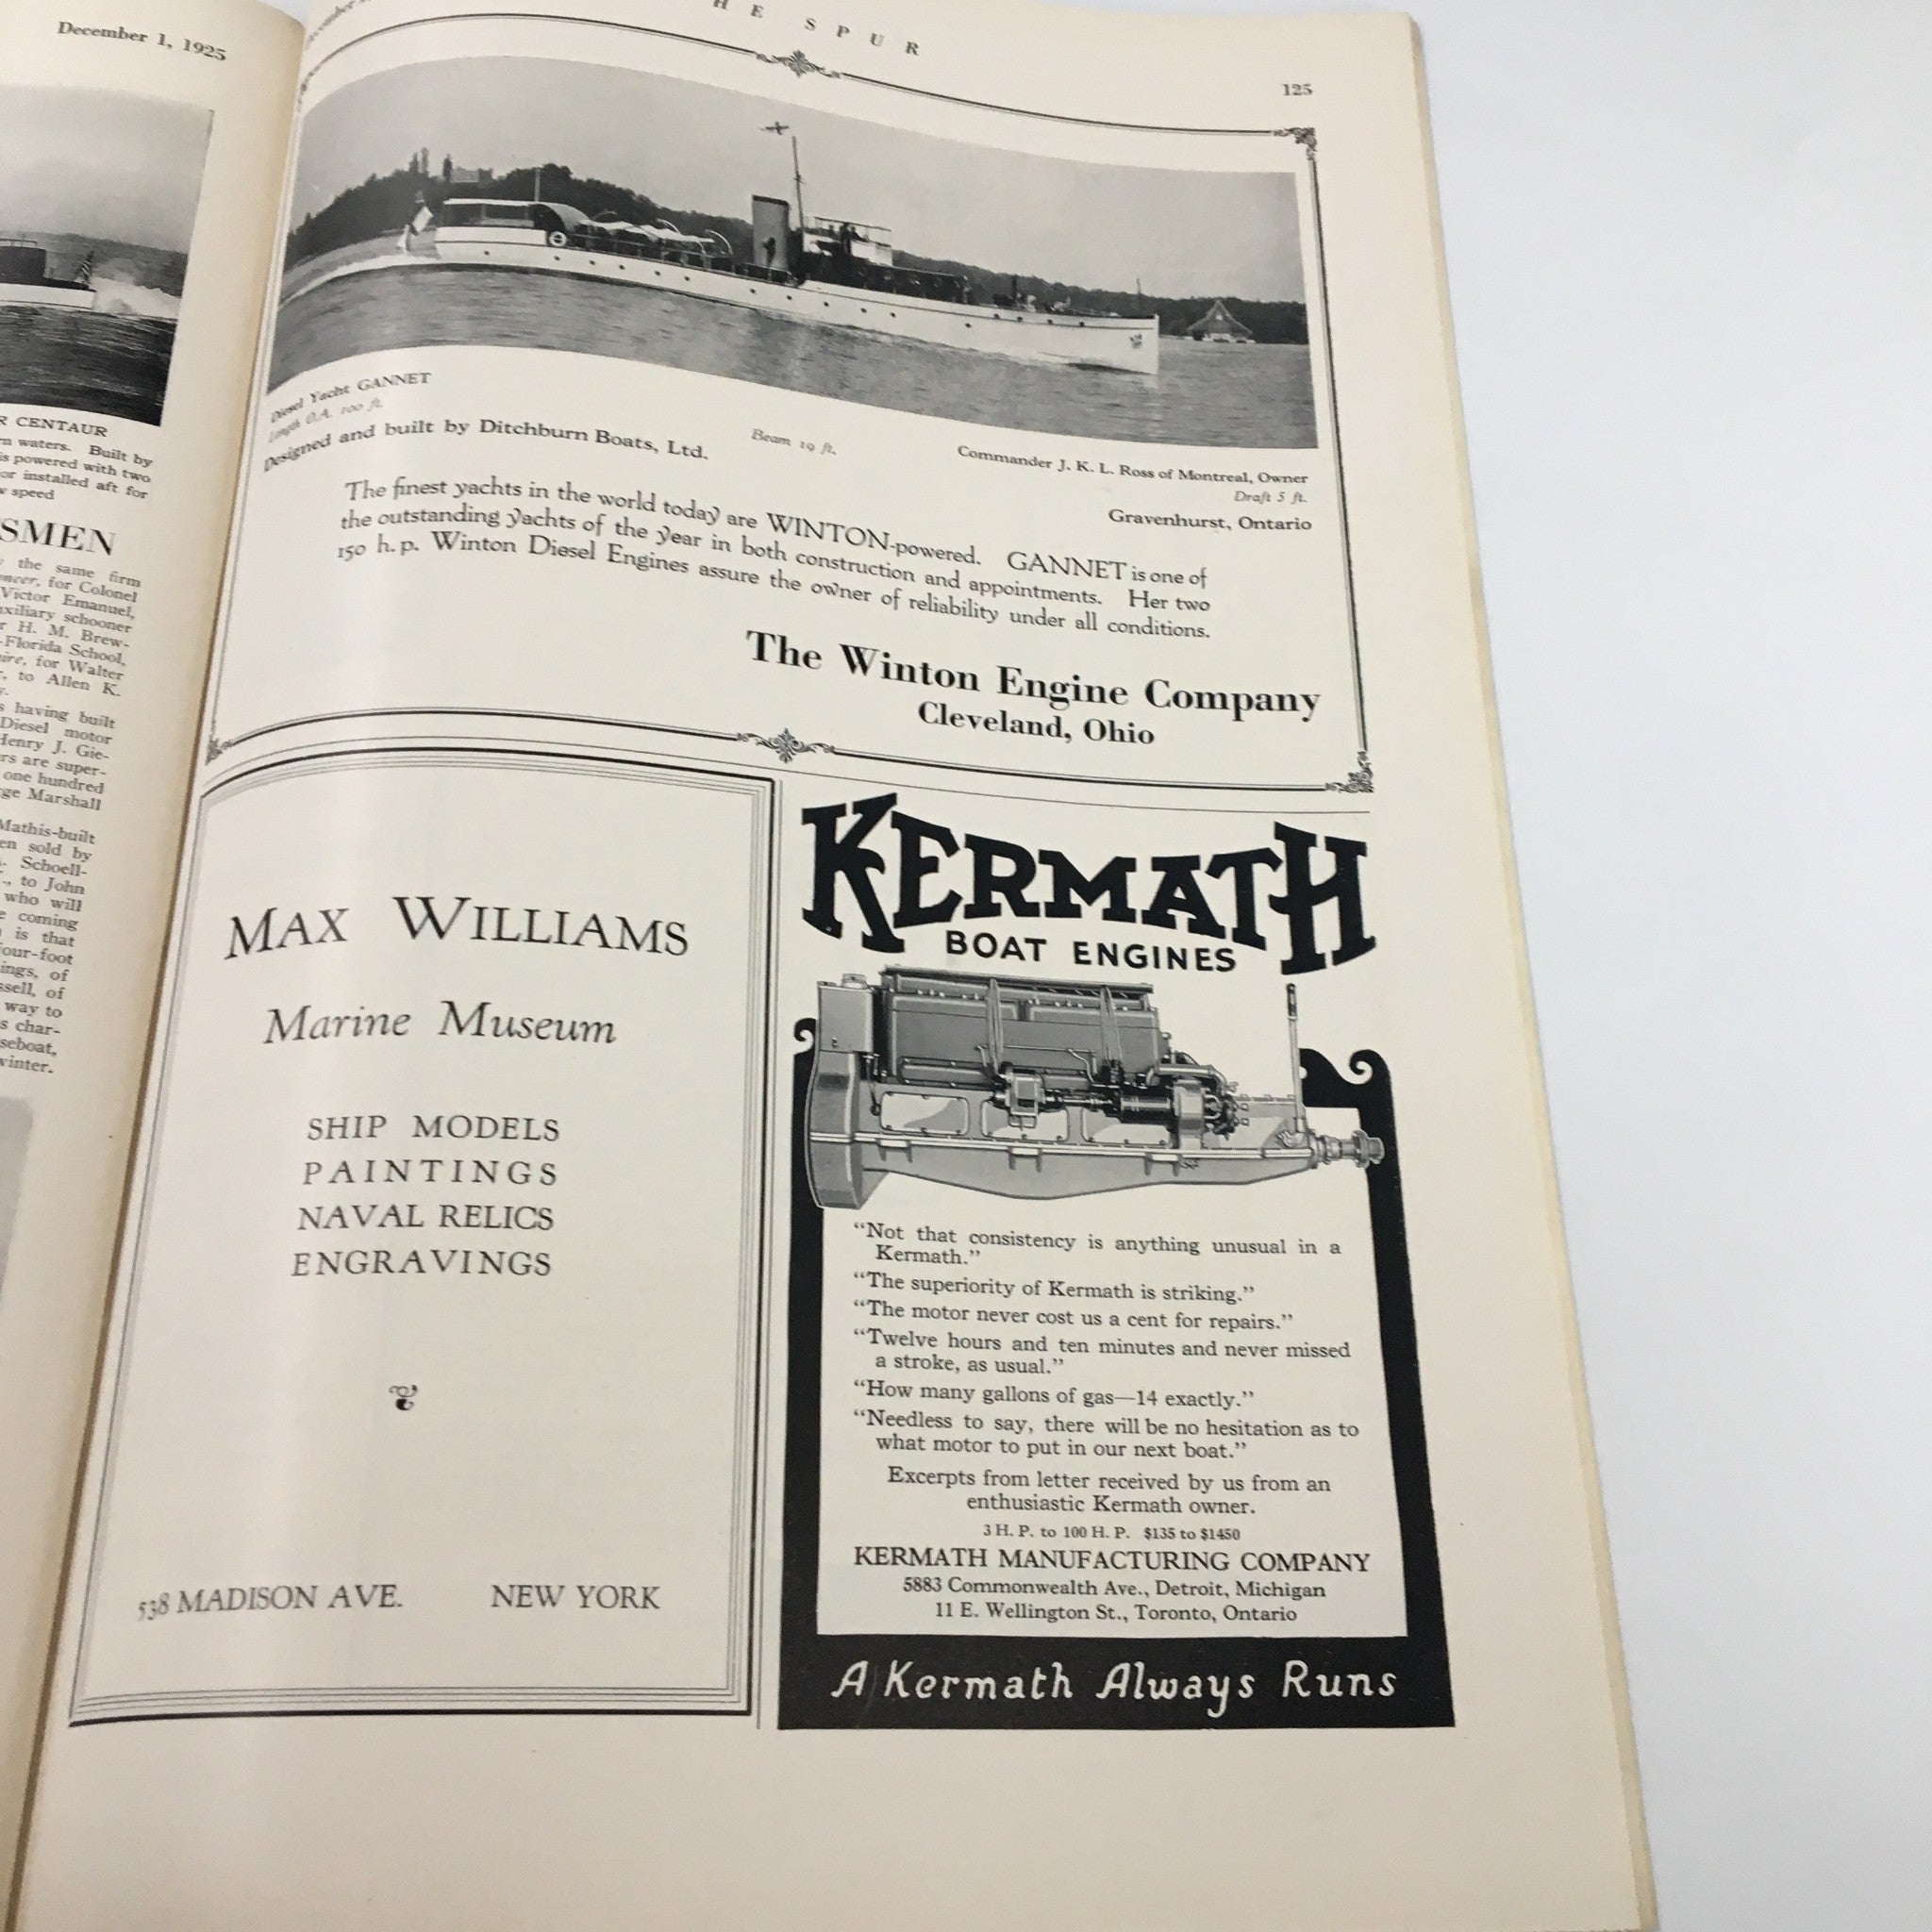 December 1, 1925
R CENTAUR
waters. Built by
is powered with two
or installed aft for
speed
SMEN
the same firm
for Colonel
Victor Emanuel,
schooner
H. M. Brew-
Florida School,
for Walter
to Allen K.
having built
Diesel motor
Henry J. Gie-
rs are super-
one hundred
ge Marshall
Mathis-built
en sold by
Schoell-
to John
who will
coming
is that
our-foot
ings, of
ssell, of
way to
s char-
seboat,
winter.
HE SPUR
125
Diesel Yacht GANNET
Commander J. K. L. Ross of Montreal, Owner
Length O.A. 100 ft.
Beam 19 ft.
Draft 5 ft.
Designed and built by Ditchburn Boats, Ltd.
Gravenhurst, Ontario
The finest yachts in the world today are WINTON-powered. GANNET is one of
the outstanding yachts of the year in both construction and appointments. Her two
150 h. p. Winton Diesel Engines assure the owner of reliability under all conditions.
The Winton Engine Company
Cleveland, Ohio
MAX WILLIAMS
Marine Museum
SHIP MODELS
PAINTINGS
NAVAL RELICS
ENGRAVINGS
538 MADISON AVE. NEW YORK
KERMATH
BOAT ENGINES
“Not that consistency is anything unusual in a
Kermath.”
“The superiority of Kermath is striking.”
“The motor never cost us a cent for repairs.”
“Twelve hours and ten minutes and never missed
a stroke, as usual.”
“How many gallons of gas—14 exactly.”
“Needless to say, there will be no hesitation as to
what motor to put in our next boat.”
Excerpts from letter received by us from an
enthusiastic Kermath owner.
3 H. P. to 100 H. P. $135 to $1450
KERMATH MANUFACTURING COMPANY
5883 Commonwealth Ave., Detroit, Michigan
11 E. Wellington St., Toronto, Ontario
A Kermath Always Runs